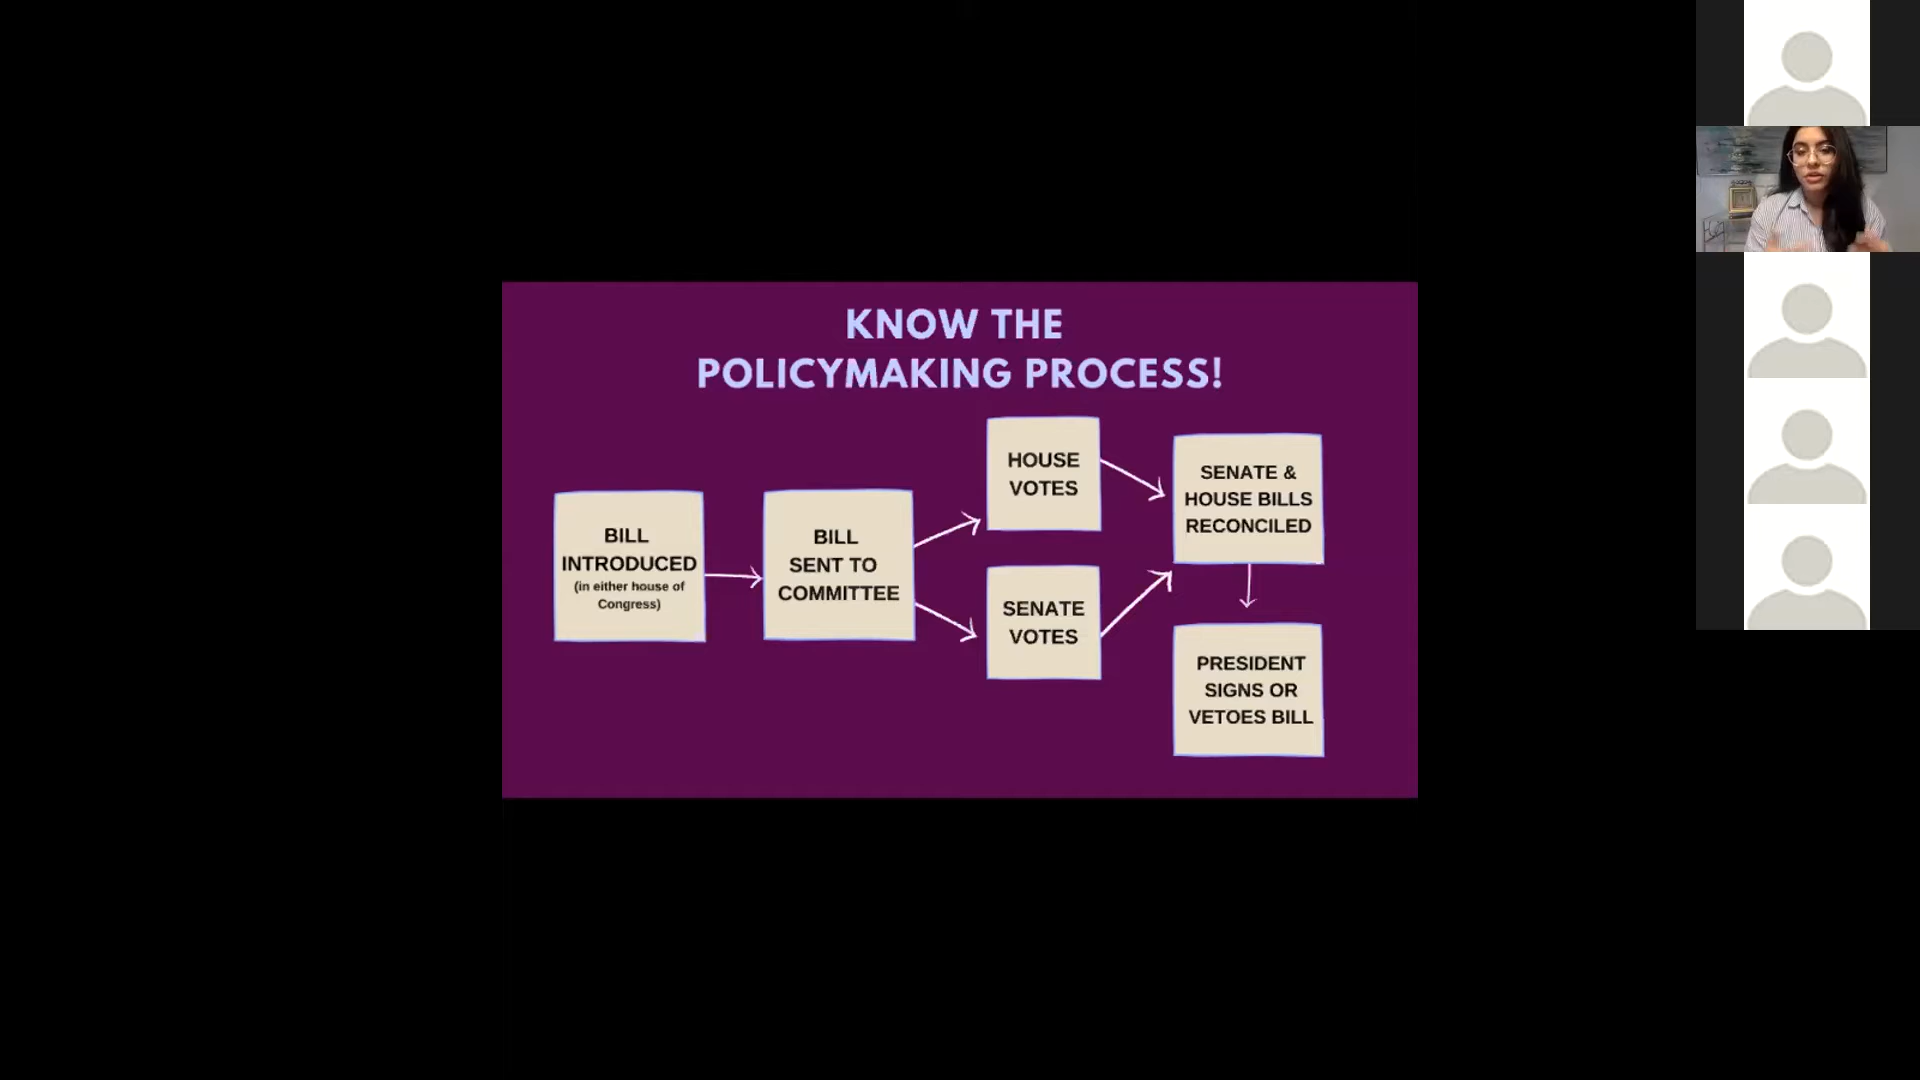 KNOW THE
POLICYMAKING PROCESS!
BILL
INTRODUCED
(in either house of
Congress)
BILL
SENT TO
COMMITTEE
HOUSE
VOTES
SENATE
VOTES
SENATE &
HOUSE BILLS
RECONCILED
PRESIDENT
SIGNS OR
VETOES BILL